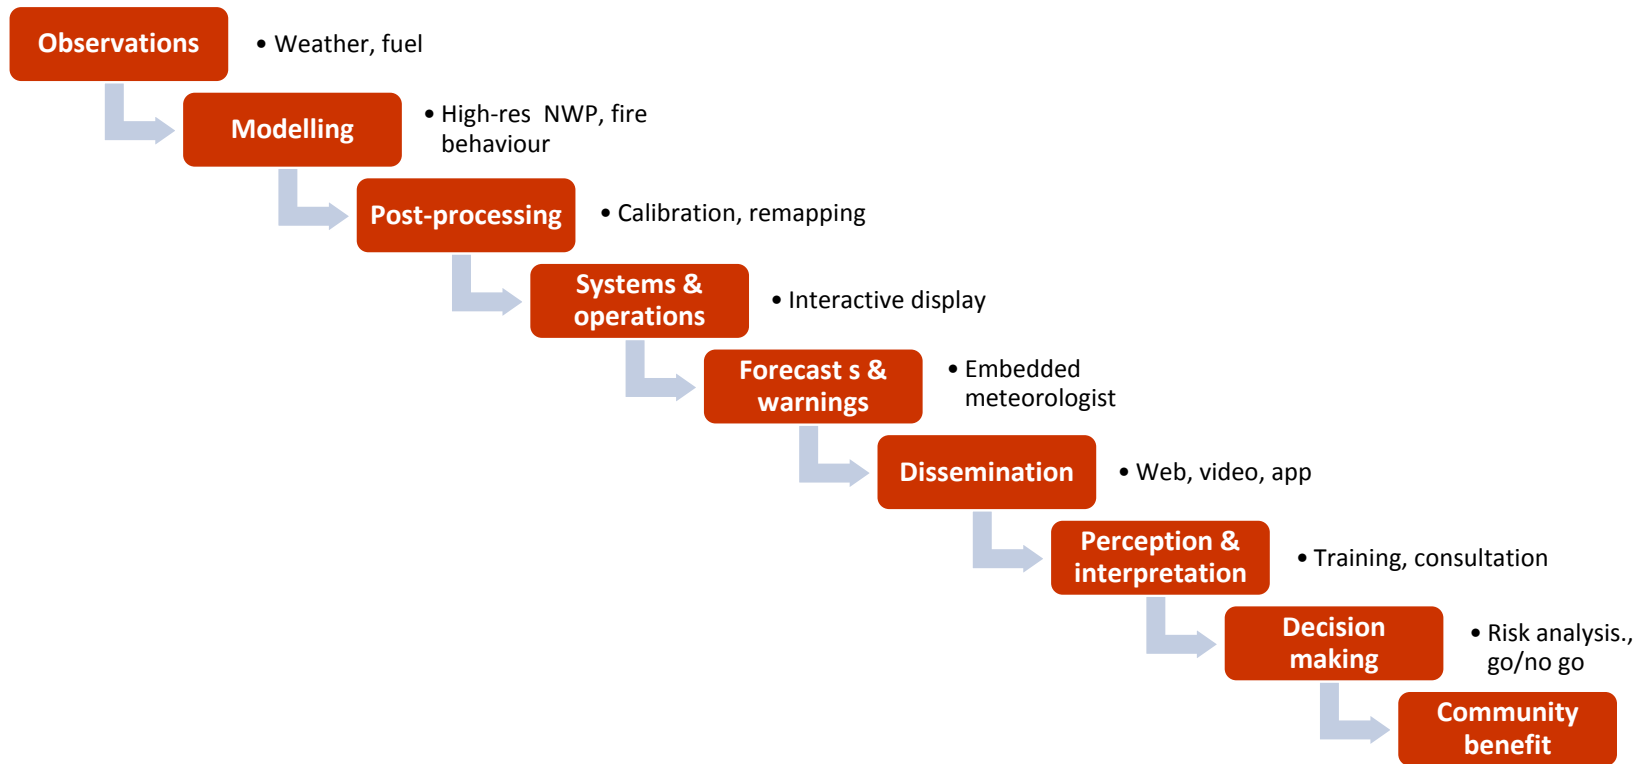 Observations
• Weather, fuel
Modelling
• High-res NWP, fire
behaviour
Post-processing
• Calibration, remapping
Systems &
operations
• Interactive display
Forecast s &
warnings
• Embedded
meteorologist
Dissemination
• Web, video, app
Perception &
interpretation
• Training, consultation
Decision
making
• Risk analysis.,
go/no go
Community
benefit